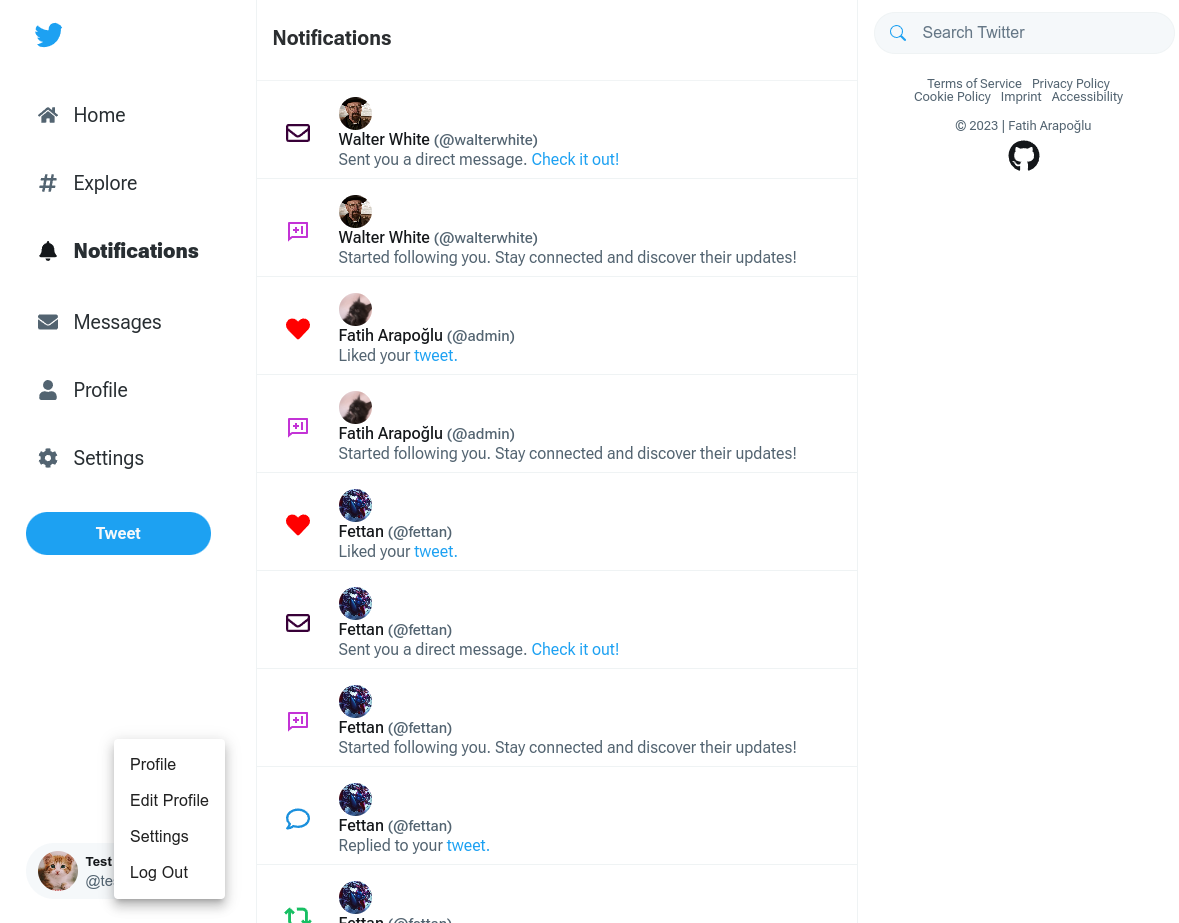 Home
Explore
Notifications
Messages
Profile
Settings
Tweet
Profile
Edit Profile
Settings
Log Out
Test
Notifications
Walter White (@walterwhite)
Sent you a direct message. Check it out!
Walter White (@walterwhite)
Started following you. Stay connected and discover their updates!
Fatih Arapoğlu (@admin)
Liked your tweet.
Fatih Arapoğlu (@admin)
Started following you. Stay connected and discover their updates!
Fettan (@fettan)
Liked your tweet.
Fettan (@fettan)
Sent you a direct message. Check it out!
Fettan (@fettan)
Started following you. Stay connected and discover their updates!
Fettan (@fettan)
Replied to your tweet.
Fettan (@fettan)
Search Twitter
Terms of Service Privacy Policy
Cookie Policy Imprint Accessibility
© 2023 | Fatih Arapoğlu